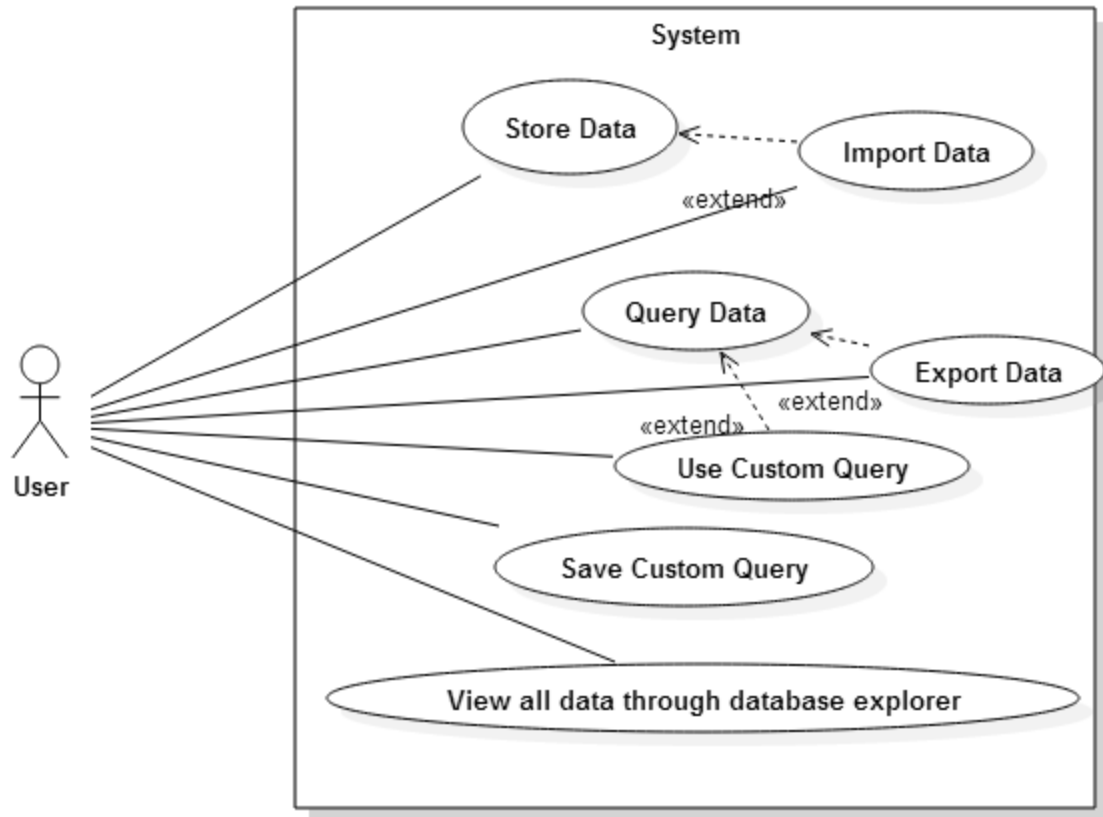 System
Store Data
Import Data
«extend»
Query Data
Export Data
«extend»
«extend»
Use Custom Query
User
Save Custom Query
View all data through database explorer